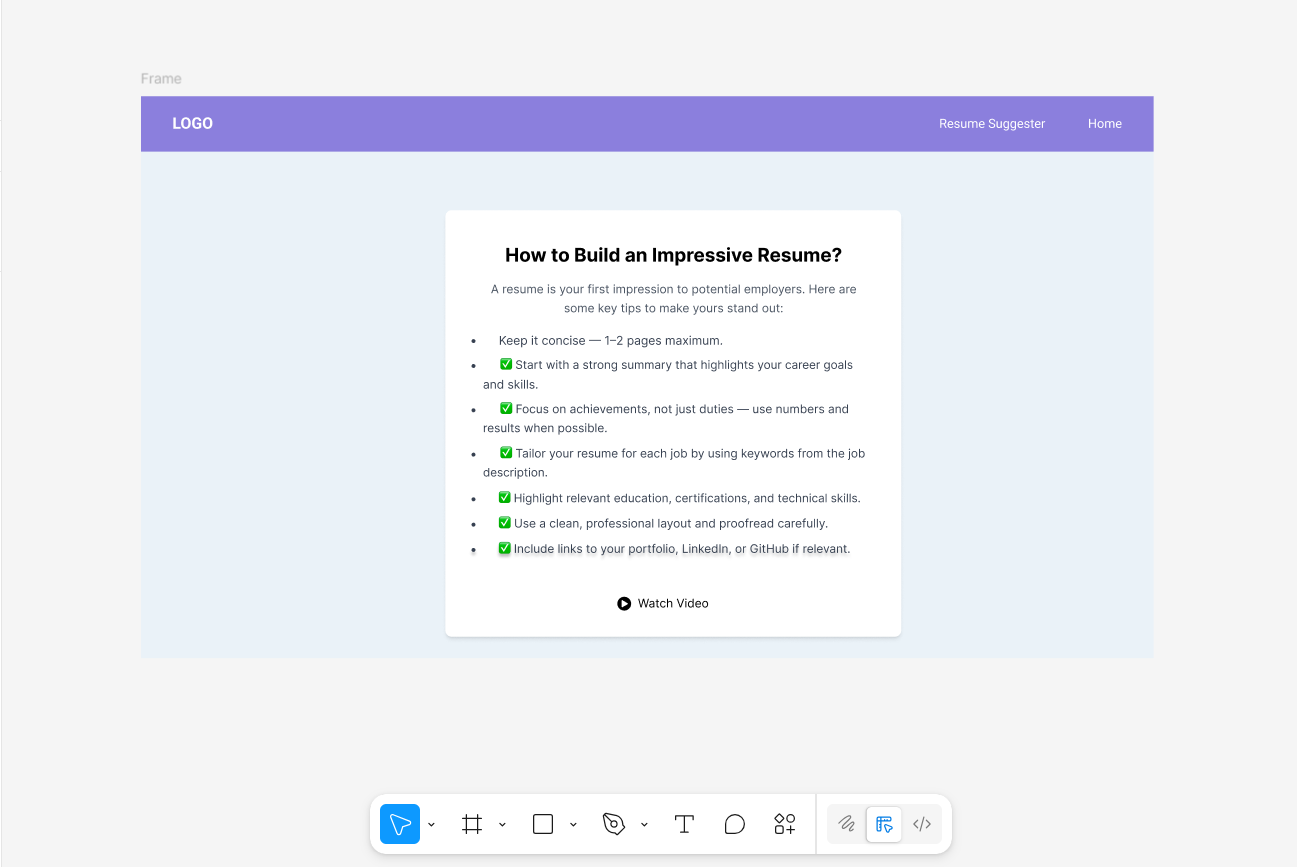 Frame
LOGO
Resume Suggester
Home
How to Build an Impressive Resume?
A resume is your first impression to potential employers. Here are
some key tips to make yours stand out:
• Keep it concise — 1–2 pages maximum.
• ✅ Start with a strong summary that highlights your career goals
and skills.
• ✅ Focus on achievements, not just duties — use numbers and
results when possible.
• ✅ Tailor your resume for each job by using keywords from the job
description.
• ✅ Highlight relevant education, certifications, and technical skills.
• ✅ Use a clean, professional layout and proofread carefully.
• ✅ Include links to your portfolio, LinkedIn, or GitHub if relevant.
Watch Video